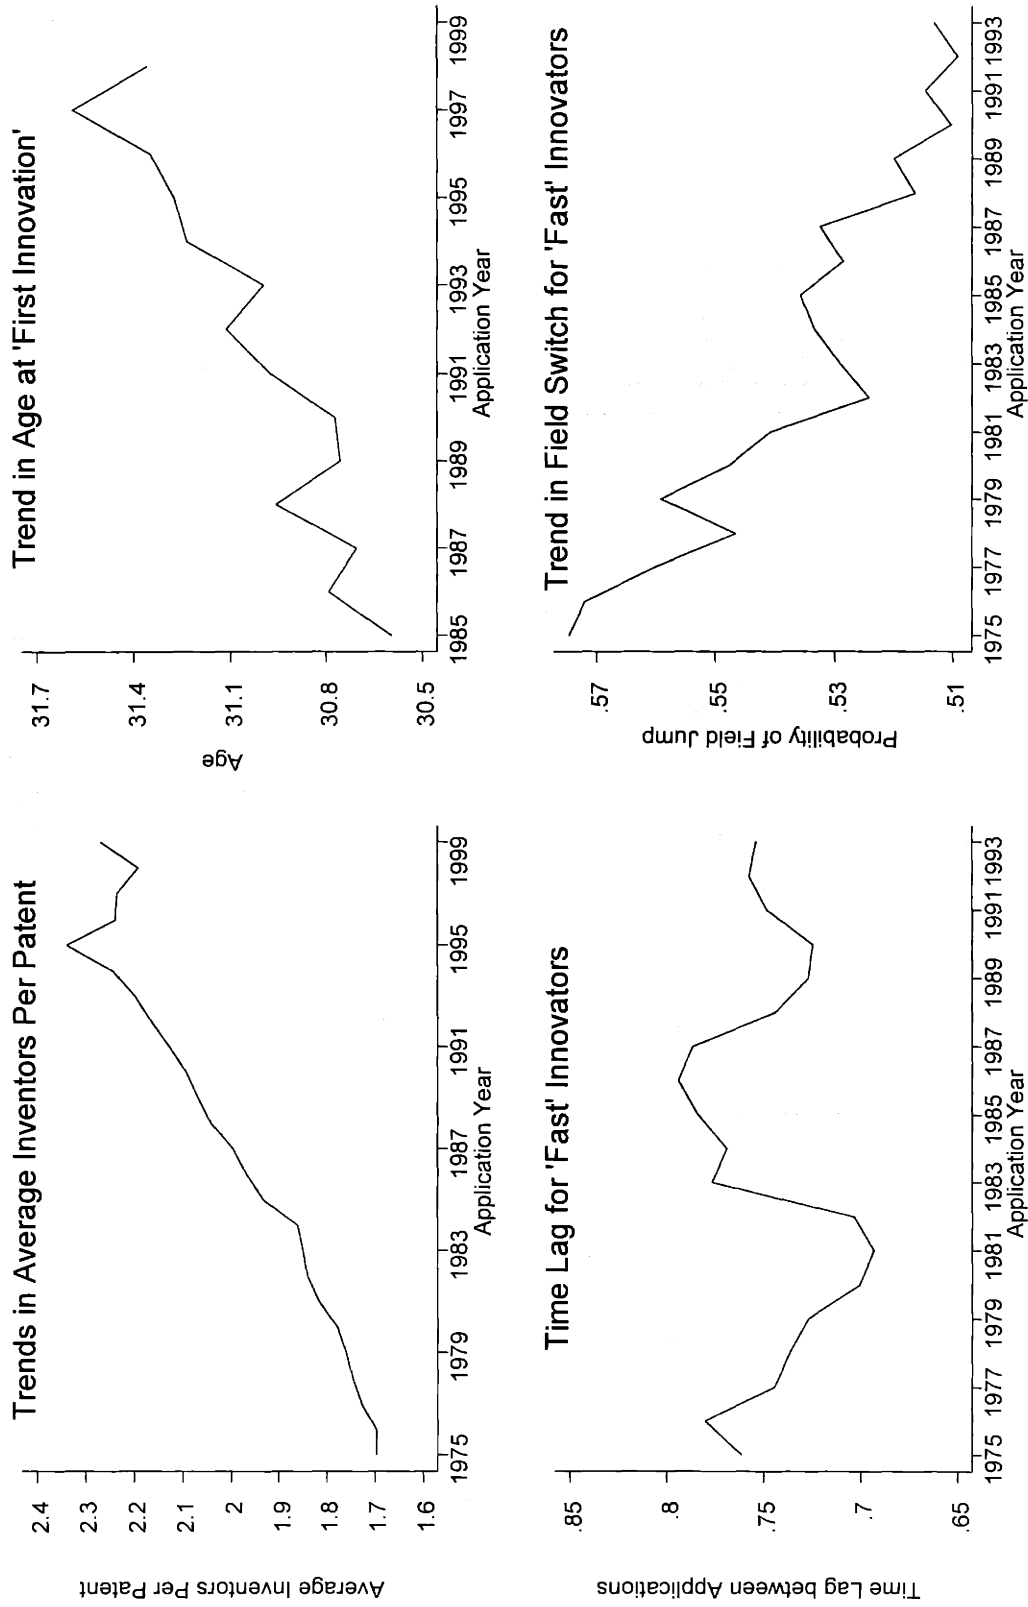 Trends in Average Inventors Per Patent
Average Inventors Per Patent
2.4
2.3
2.2
2.1
2
1.9
1.8
1.7
1.6
1975 1979 1983 1987 1991 1995 1999
Application Year
Trend in Age at 'First Innovation'
Age
31.7
31.4
31.1
30.8
30.5
1985 1987 1989 1991 1993 1995 1997 1999
Application Year
Time Lag for 'Fast' Innovators
Time Lag between Applications
.85
.8
.75
.7
.65
1975 1977 1979 1981 1983 1985 1987 1989 1991 1993
Application Year
Trend in Field Switch for 'Fast' Innovators
Probability of Field Jump
.57
.55
.53
.51
1975 1977 1979 1981 1983 1985 1987 1989 1991 1993
Application Year